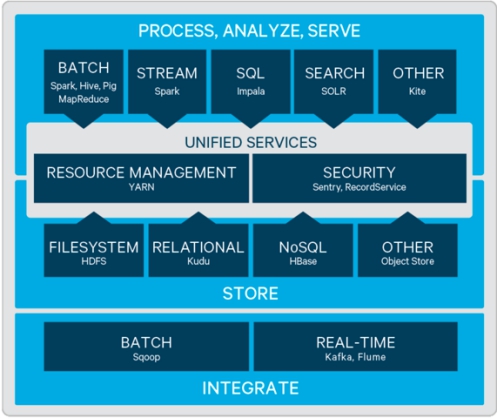 PROCESS, ANALYZE, SERVE
BATCH
Spark, Hive, Pig
MapReduce
STREAM
Spark
SQL
Impala
SEARCH
SOLR
OTHER
Kite
UNIFIED SERVICES
RESOURCE MANAGEMENT
YARN
SECURITY
Sentry, RecordService
FILESYSTEM
HDFS
RELATIONAL
Kudu
NoSQL
HBase
OTHER
Object Store
STORE
BATCH
Sqoop
REAL-TIME
Kafka, Flume
INTEGRATE